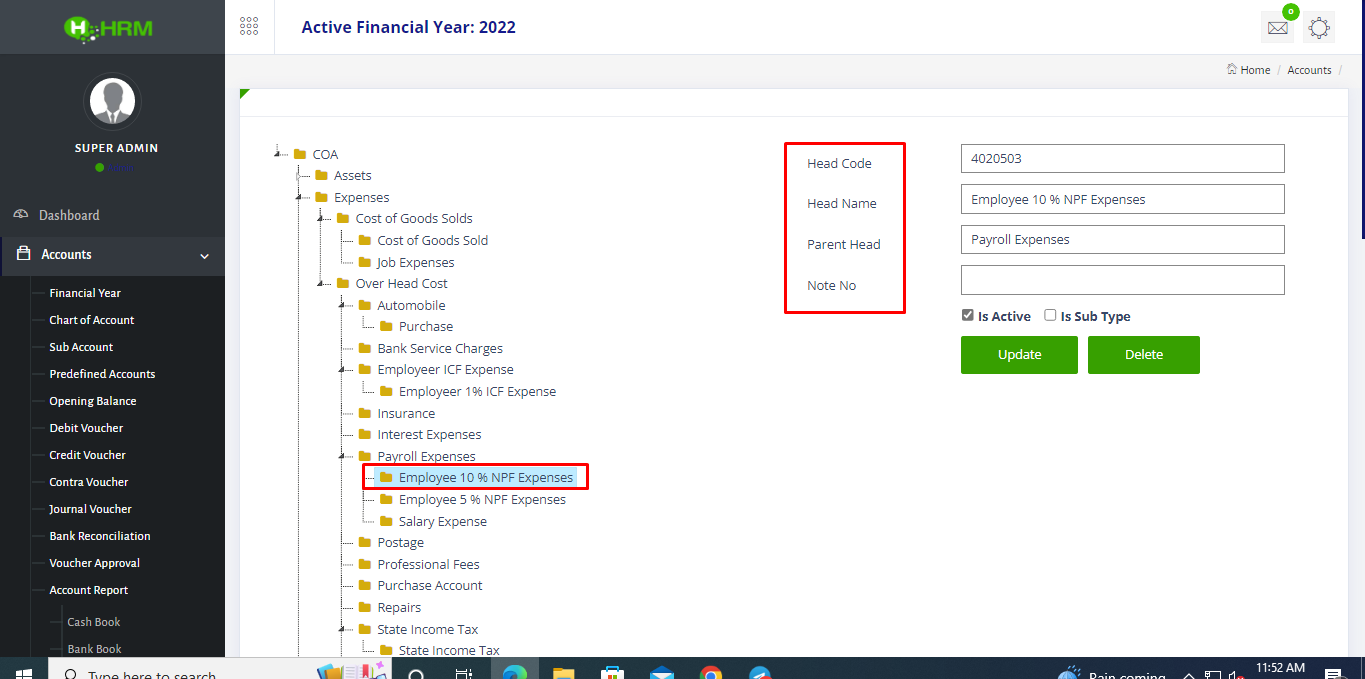 H HRM
Active Financial Year: 2022
0
Home / Accounts /
SUPER ADMIN
Dashboard
Accounts
Financial Year
Chart of Account
Sub Account
Predefined Accounts
Opening Balance
Debit Voucher
Credit Voucher
Contra Voucher
Journal Voucher
Bank Reconciliation
Voucher Approval
Account Report
Cash Book
Bank Book
COA
Assets
Expenses
Cost of Goods Solds
Cost of Goods Sold
Job Expenses
Over Head Cost
Automobile
Purchase
Bank Service Charges
Employeer ICF Expense
Employeer 1% ICF Expense
Insurance
Interest Expenses
Payroll Expenses
Employee 10 % NPF Expenses
Employee 5 % NPF Expenses
Salary Expense
Postage
Professional Fees
Purchase Account
Repairs
State Income Tax
State Income Tax
Head Code
4020503
Head Name
Employee 10 % NPF Expenses
Parent Head
Payroll Expenses
Note No
Is Active Is Sub Type
Update
Delete
Type here to search
Rain coming
11:52 AM